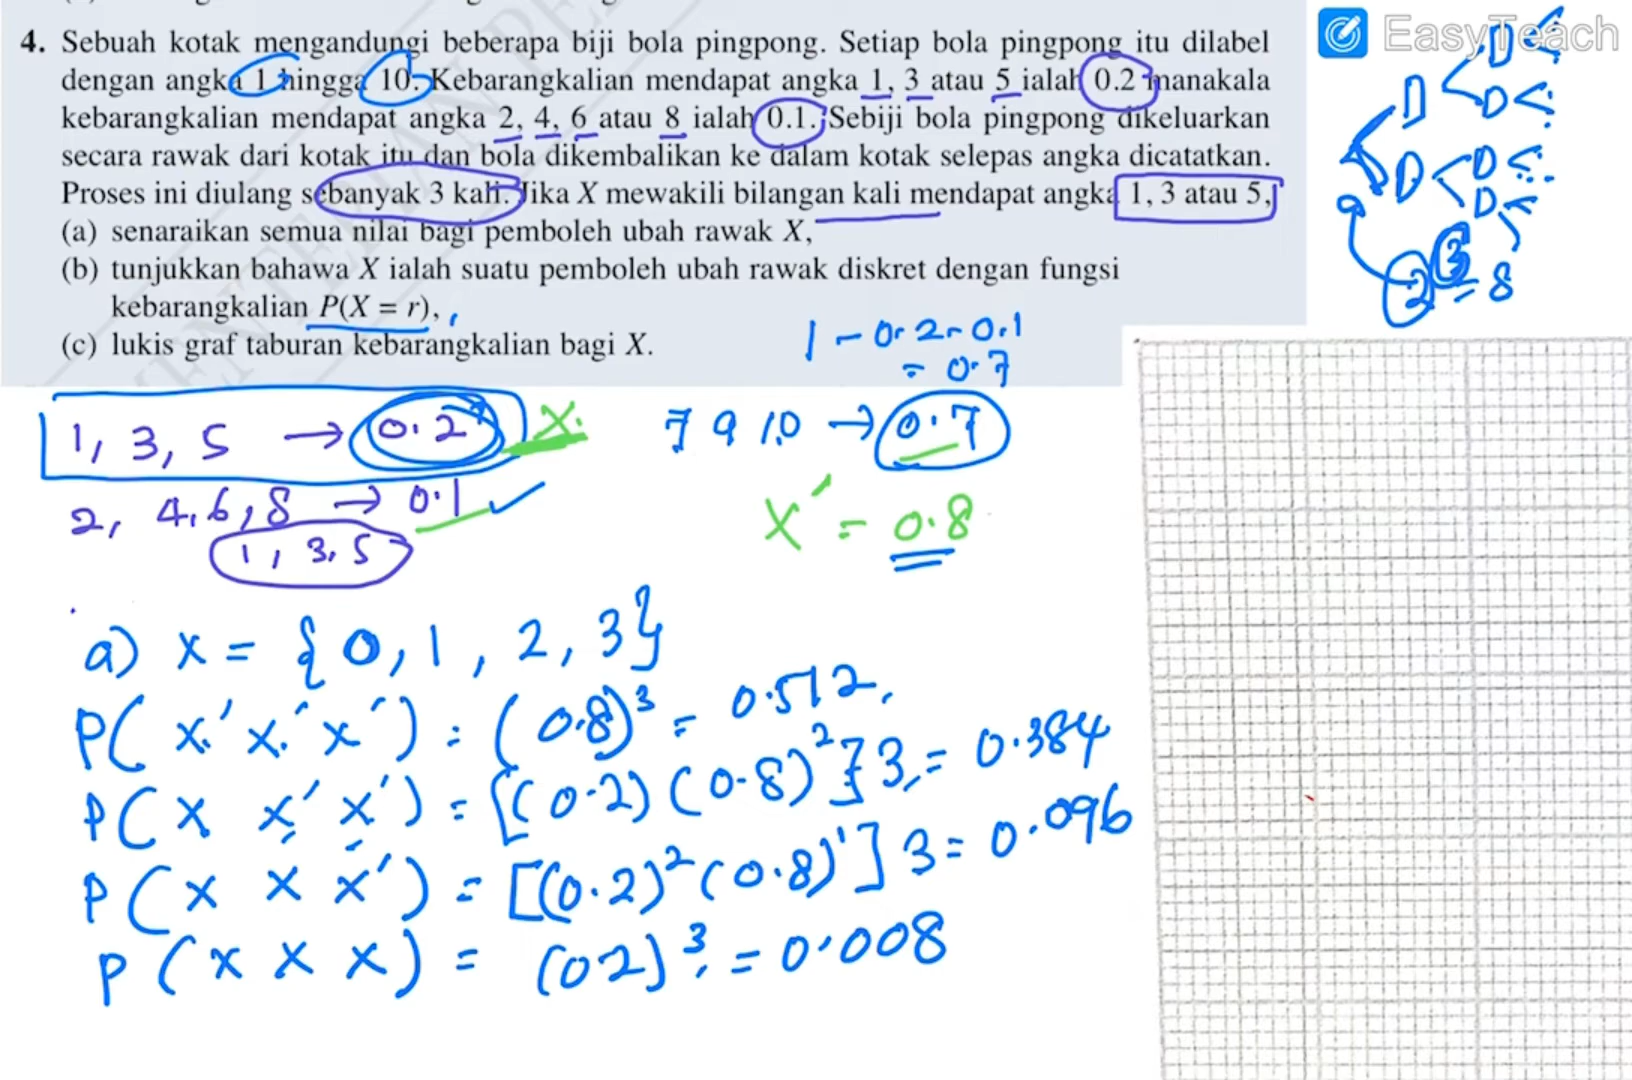 4. Sebuah kotak mengandungi beberapa biji bola pingpong. Setiap bola pingpong itu dilabel
dengan angka 1 hingga 10. Kebarangkalian mendapat angka 1, 3 atau 5 ialah 0.2 manakala
kebarangkalian mendapat angka 2, 4, 6 atau 8 ialah 0.1. Sebiji bola pingpong dikeluarkan
secara rawak dari kotak itu dan bola dikembalikan ke dalam kotak selepas angka dicatatkan.
Proses ini diulang sebanyak 3 kali. Jika X mewakili bilangan kali mendapat angka 1, 3 atau 5,
(a) senaraikan semua nilai bagi pemboleh ubah rawak X,
(b) tunjukkan bahawa X ialah suatu pemboleh ubah rawak diskret dengan fungsi
kebarangkalian P(X = r),
(c) lukis graf taburan kebarangkalian bagi X.
EasyTeach
D
D D
D D
D
2³ = 8
1 - 0.2 - 0.1
= 0.7
1, 3, 5 → 0.2 X
7 9 10 → 0.7
2, 4, 6, 8 → 0.1
1, 3, 5
X' = 0.8
a) x = {0, 1, 2, 3}
P(x' x' x') = (0.8)³ = 0.512
P(x x' x') = [(0.2)(0.8)²]3 = 0.384
P(x x x') = [(0.2)²(0.8)¹]3 = 0.096
P(x x x) = (0.2)³ = 0.008